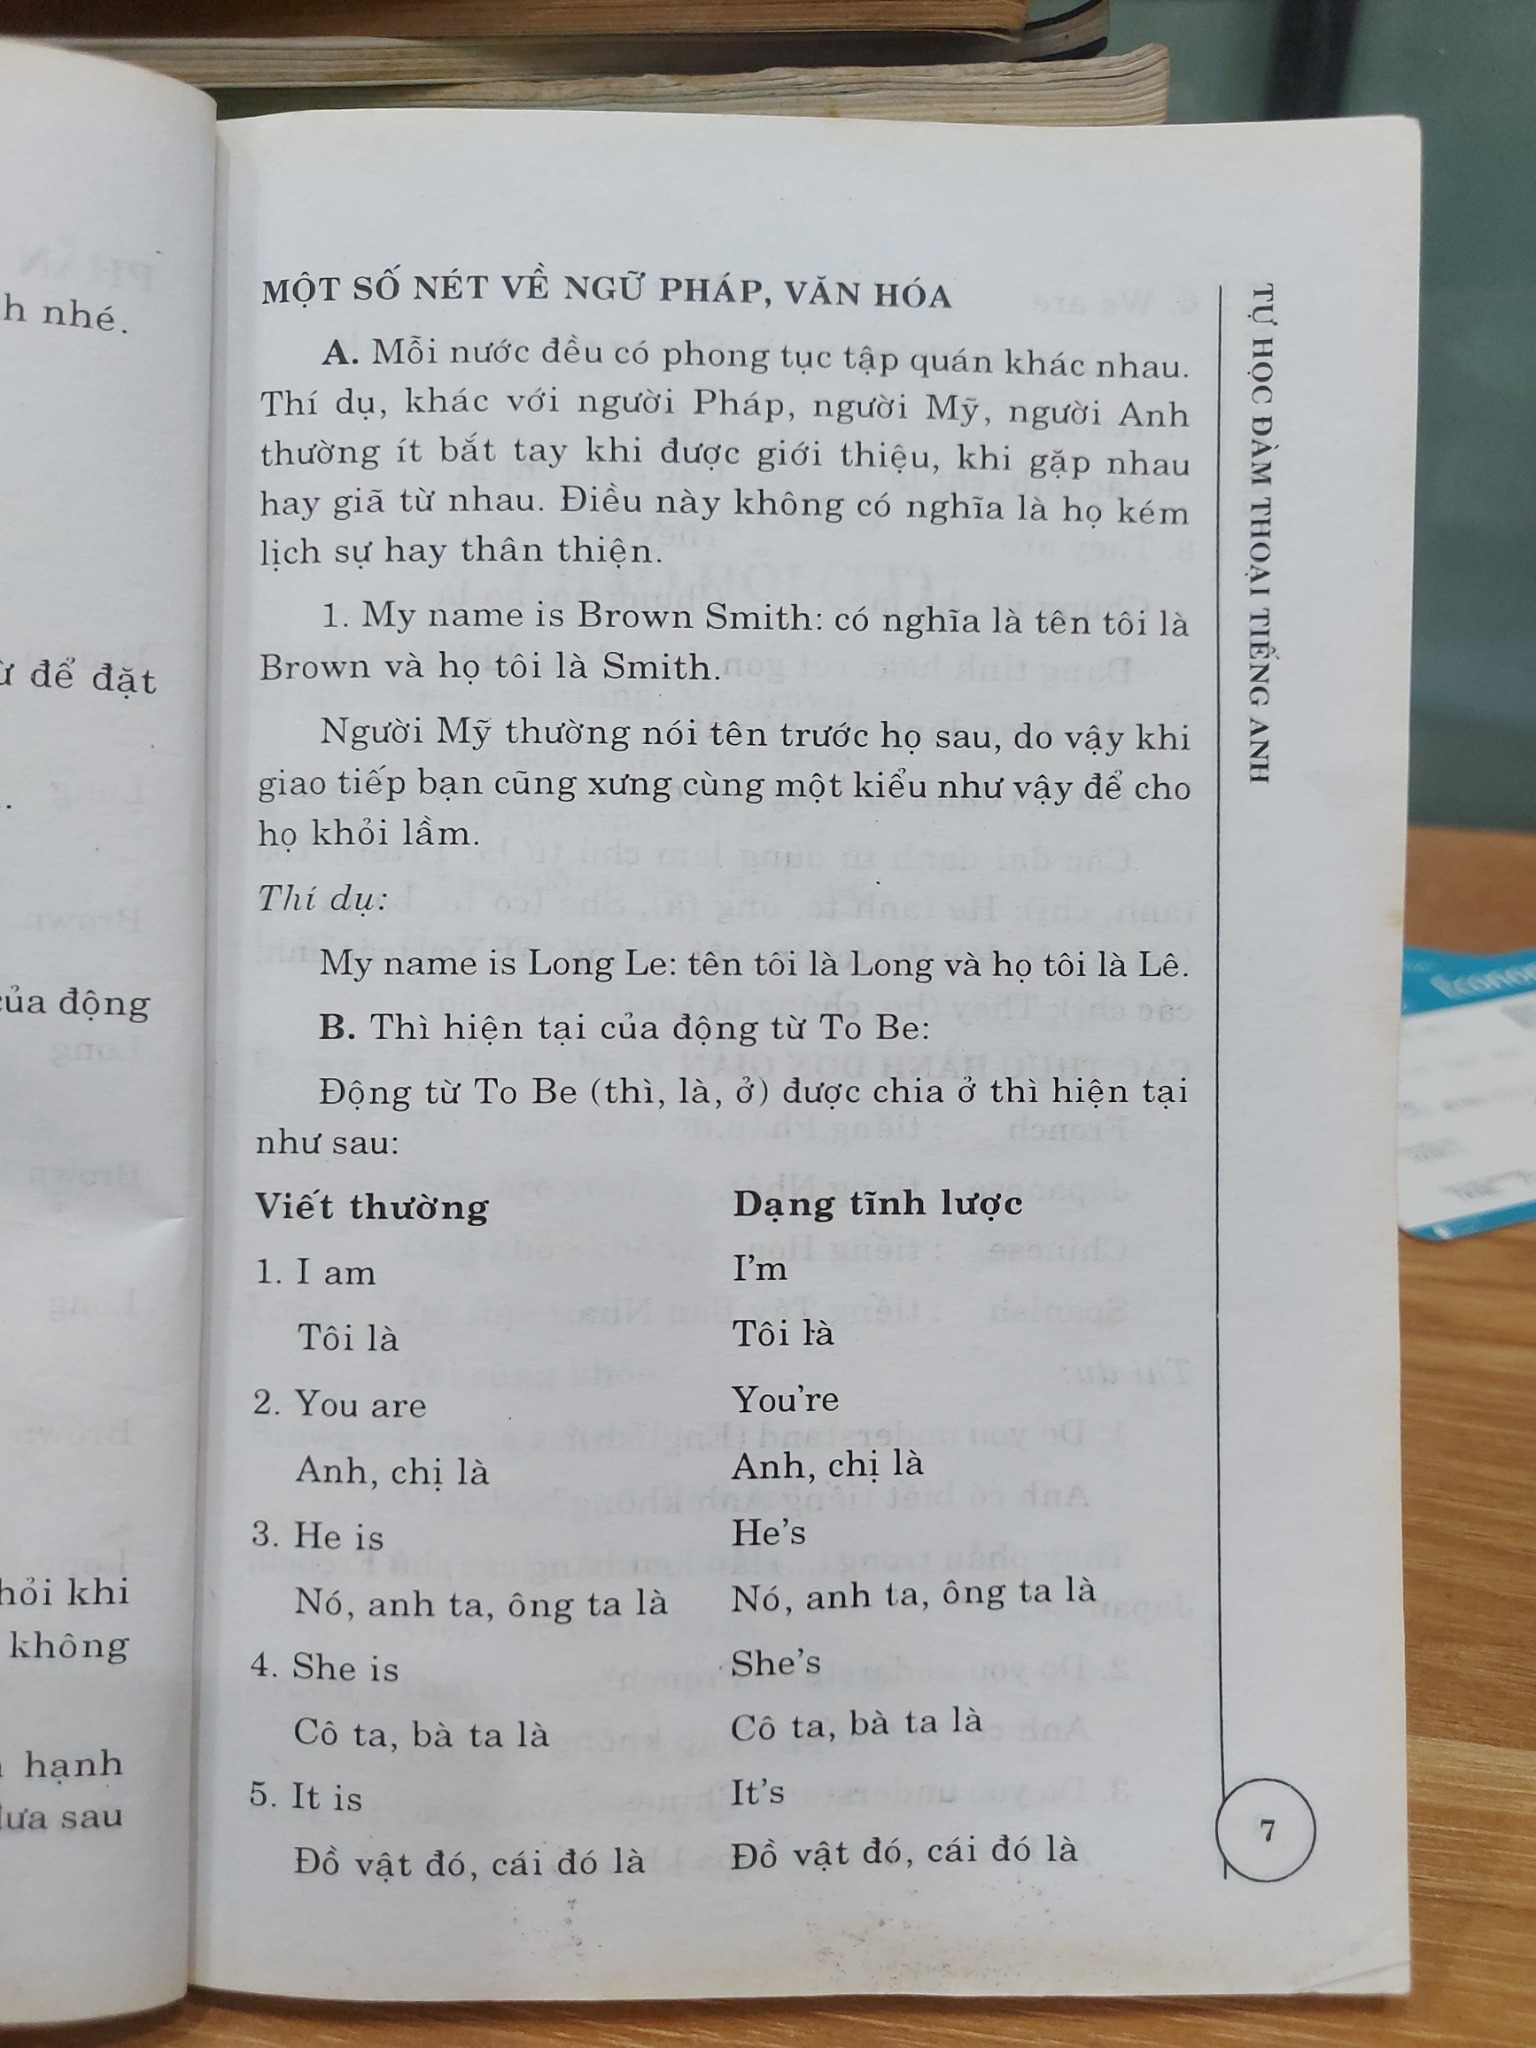 h nhé.
để đặt
của động
hỏi khi
không
hạnh
sau
MỘT SỐ NÉT VỀ NGỮ PHÁP, VĂN HÓA
A. Mỗi nước đều có phong tục tập quán khác nhau.
Thí dụ, khác với người Pháp, người Mỹ, người Anh
thường ít bắt tay khi được giới thiệu, khi gặp nhau
hay giã từ nhau. Điều này không có nghĩa là họ kém
lịch sự hay thân thiện.
1. My name is Brown Smith: có nghĩa là tên tôi là
Brown và họ tôi là Smith.
Người Mỹ thường nói tên trước họ sau, do vậy khi
giao tiếp bạn cũng xưng cùng một kiểu như vậy để cho
họ khỏi lầm.
Thí dụ:
My name is Long Le: tên tôi là Long và họ tôi là Lê.
B. Thì hiện tại của động từ To Be:
Động từ To Be (thì, là, ở) được chia ở thì hiện tại
như sau:
Viết thường Dạng tĩnh lược
1. I am I'm
Tôi là Tôi là
2. You are You're
Anh, chị là Anh, chị là
3. He is He's
Nó, anh ta, ông ta là Nó, anh ta, ông ta là
4. She is She's
Cô ta, bà ta là Cô ta, bà ta là
5. It is It's
Đồ vật đó, cái đó là Đồ vật đó, cái đó là
TỰ HỌC ĐÀM THOẠI TIẾNG ANH
7